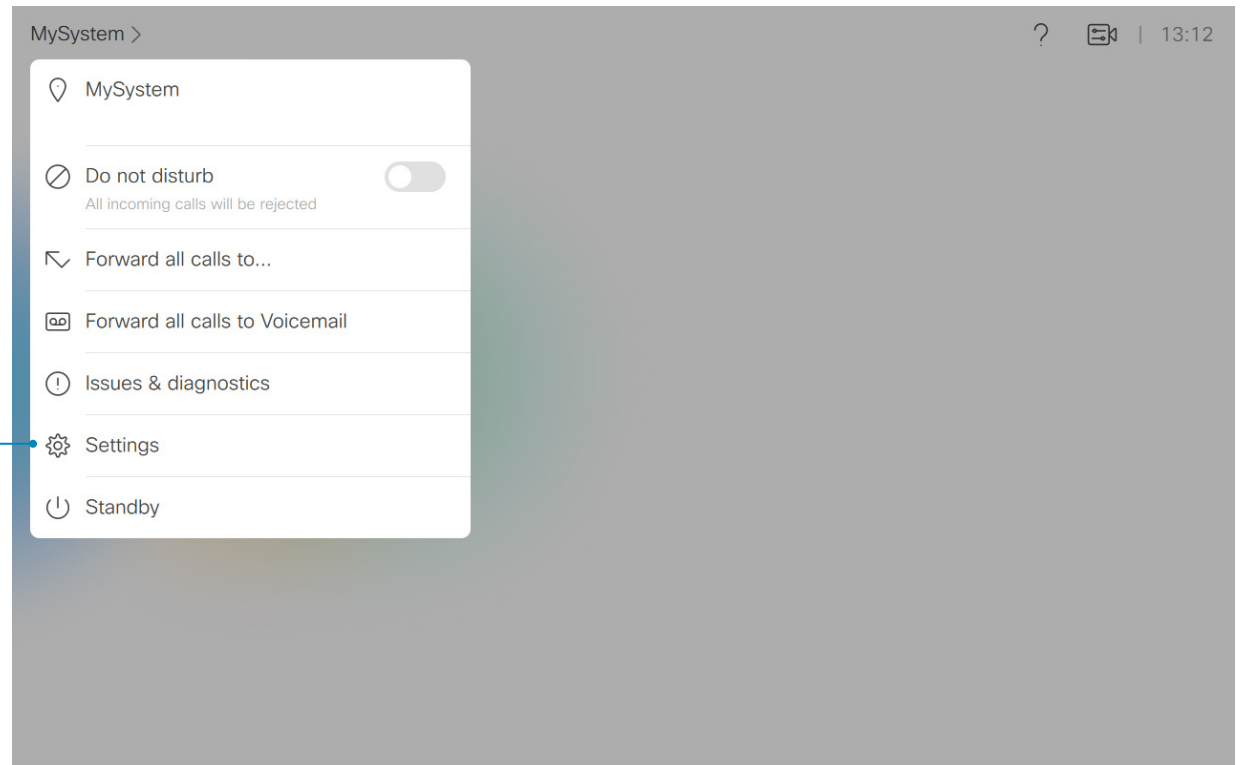 MySystem >
13:12
MySystem
Do not disturb
All incoming calls will be rejected
Forward all calls to...
Forward all calls to Voicemail
Issues & diagnostics
Settings
Standby